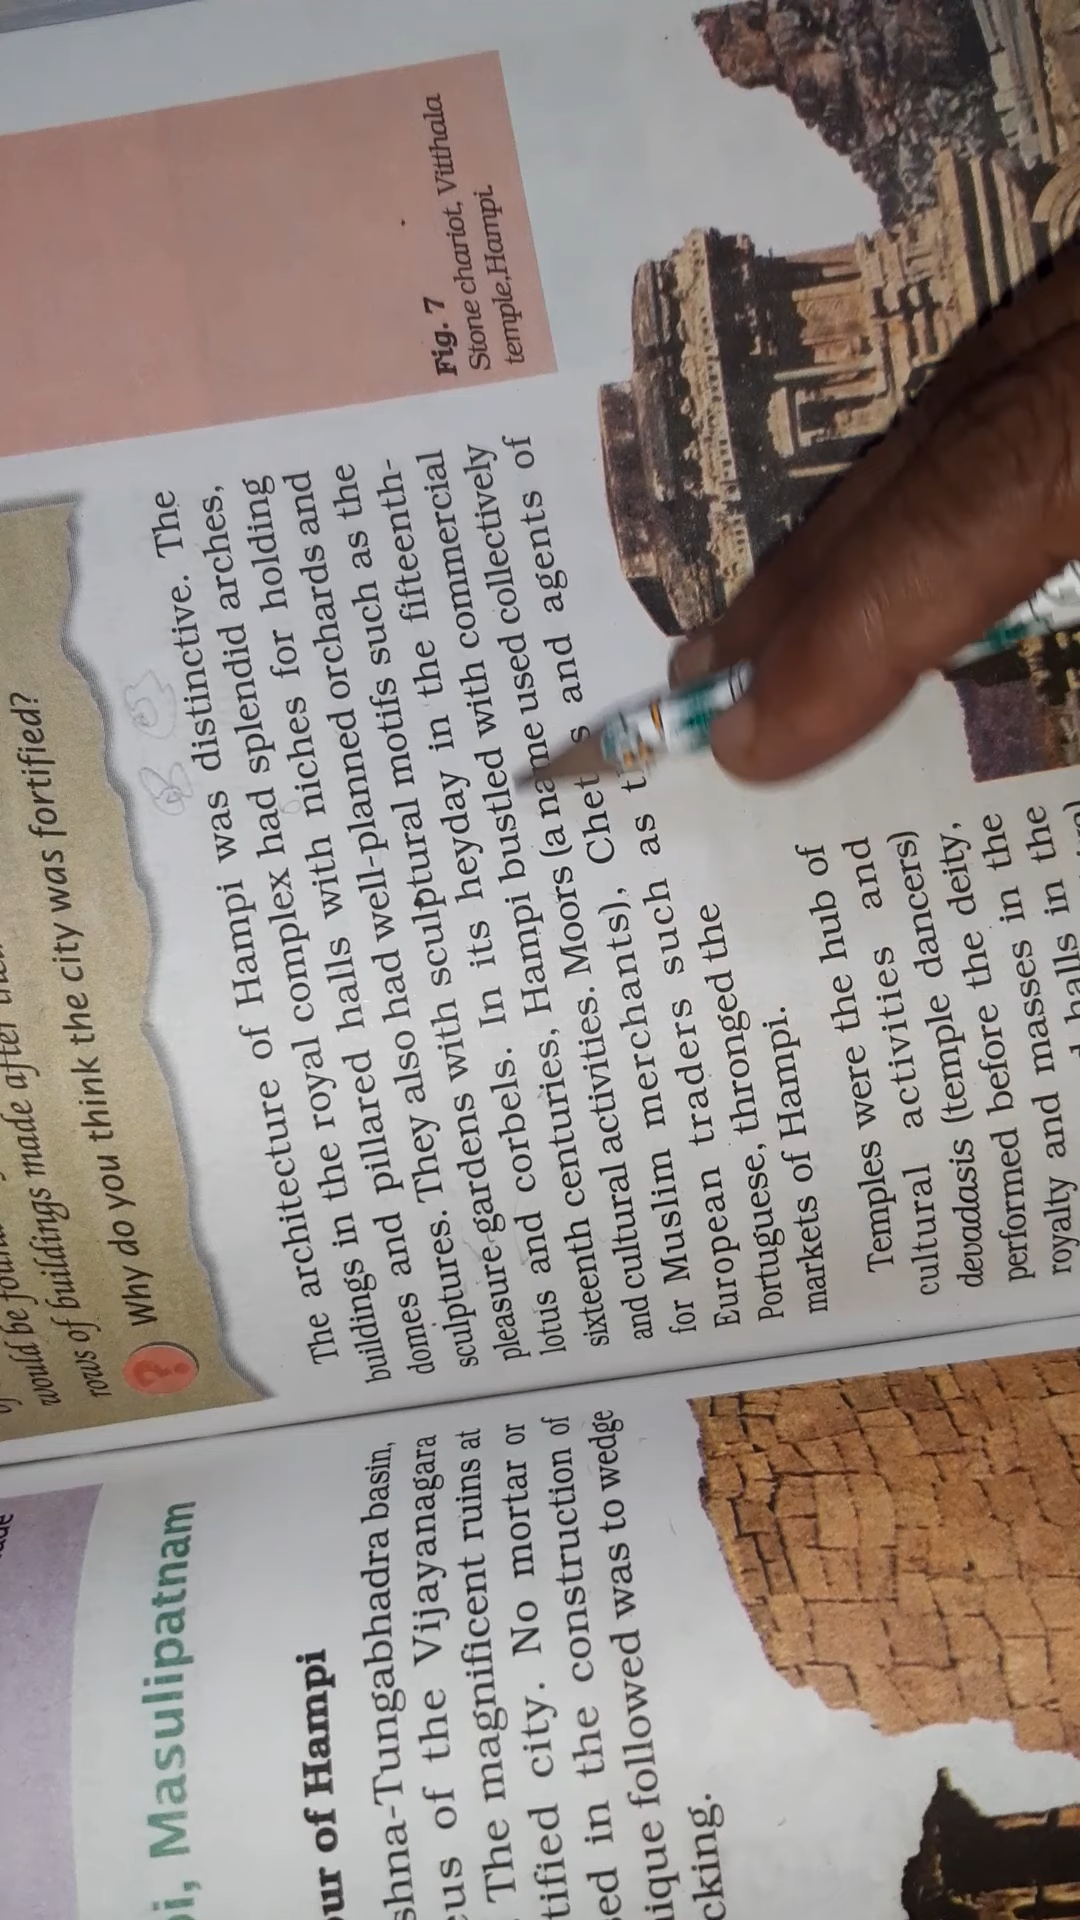 i, Masulipatnam
ur of Hampi
shna-Tungabhadra basin,
cus of the Vijayanagara
The magnificent ruins at
tified city. No mortar or
ed in the construction of
ique followed was to wedge
cking.
would be found
rows of buildings made after
? Why do you think the city was fortified?
The architecture of Hampi was distinctive. The
buildings in the royal complex had splendid arches,
domes and pillared halls with niches for holding
sculptures. They also had well-planned orchards and
pleasure gardens with sculptural motifs such as the
lotus and corbels. In its heyday in the fifteenth-
sixteenth centuries, Hampi bustled with commercial
and cultural activities. Moors (a name used collectively
for Muslim merchants), Chet s and agents of
European traders such as t
Portuguese, thronged the
markets of Hampi.
Temples were the hub of
cultural activities and
devadasis (temple dancers)
performed before the deity,
royalty and masses in the
halls in the
Fig. 7
Stone chariot, Vitthala
temple, Hampi.